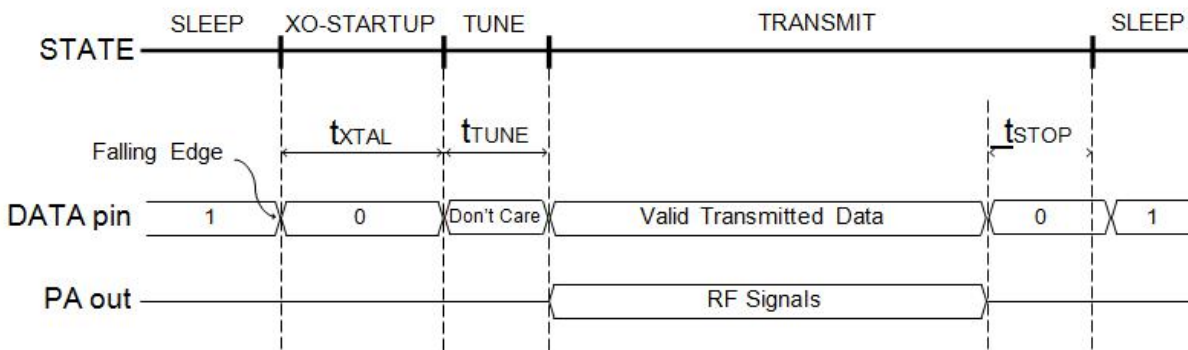 SLEEP XO-STARTUP TUNE TRANSMIT SLEEP
STATE
tXTAL tTUNE tSTOP
Falling Edge
DATA pin 1 0 Don't Care Valid Transmitted Data 0 1
PA out RF Signals